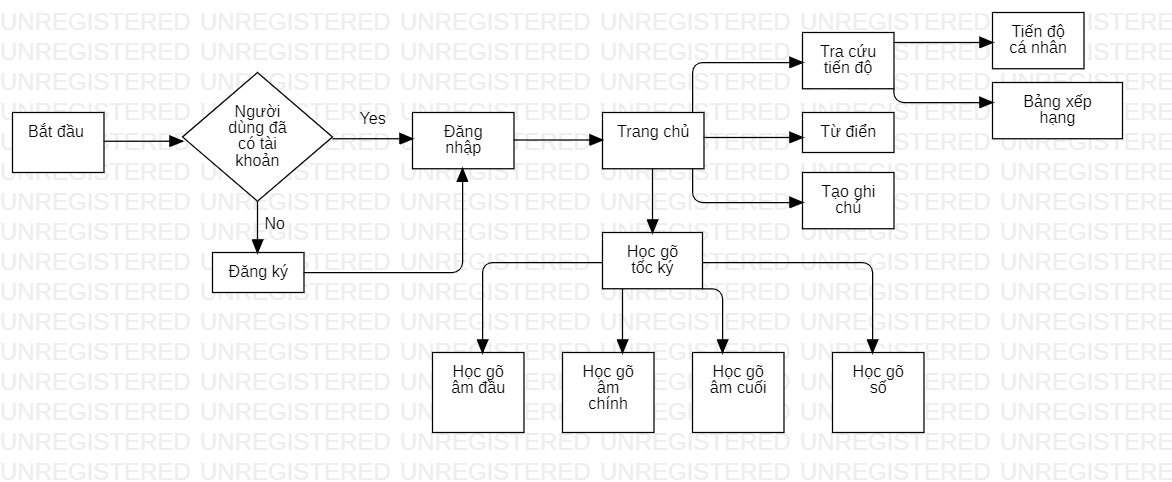 Bắt đầu
Người
dùng đã
có tài
khoản
Yes
No
Đăng ký
Đăng
nhập
Trang chủ
Tra cứu
tiến độ
Tiến độ
cá nhân
Bảng xếp
hạng
Từ điển
Tạo ghi
chú
Học gõ
tốc ký
Học gõ
âm đầu
Học gõ
âm
chính
Học gõ
âm cuối
Học gõ
số
UNREGISTERED UNREGISTERED UNREGISTERED UNREGISTERED UNREGISTERED UNREGISTERED